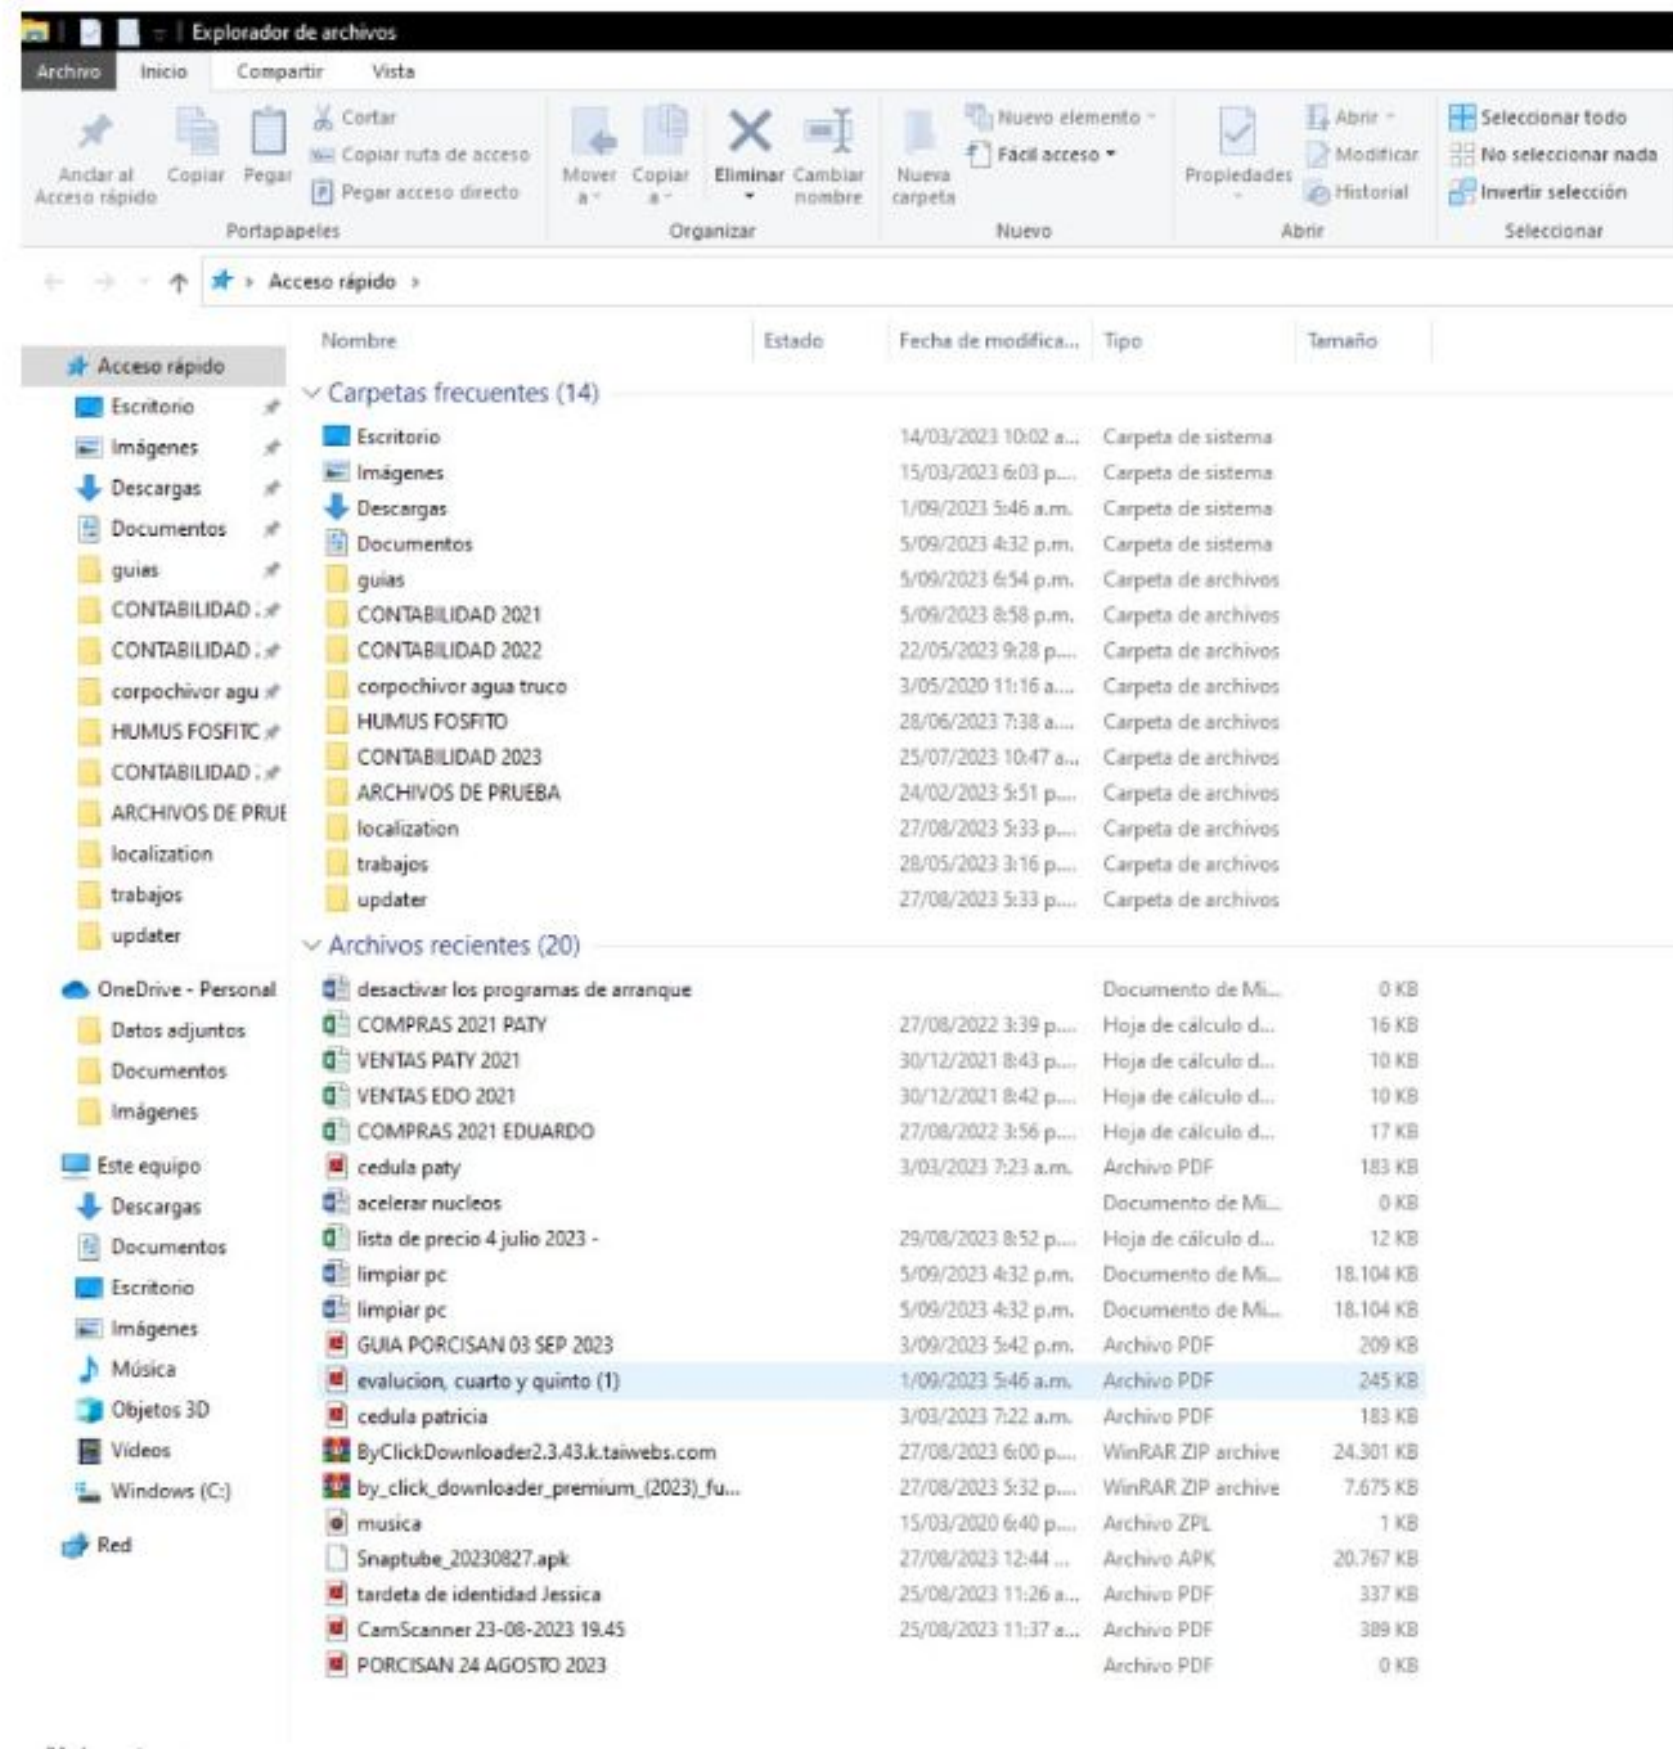 Explorador de archivos
Archivo Inicio Compartir Vista
Anclar al Acceso rápido
Copiar
Pegar
Cortar
Copiar ruta de acceso
Pegar acceso directo
Portapapeles
Mover a
Copiar a
Eliminar
Cambiar nombre
Organizar
Nueva carpeta
Nuevo elemento
Fácil acceso
Nuevo
Propiedades
Abrir
Modificar
Historial
Abrir
Seleccionar todo
No seleccionar nada
Invertir selección
Seleccionar
Acceso rápido
Acceso rápido
Escritorio
Imágenes
Descargas
Documentos
guias
CONTABILIDAD
CONTABILIDAD
corpochivor agu
HUMUS FOSFITO
CONTABILIDAD
ARCHIVOS DE PRUE
localization
trabajos
updater
OneDrive - Personal
Datos adjuntos
Documentos
Imágenes
Este equipo
Descargas
Documentos
Escritorio
Imágenes
Música
Objetos 3D
Vídeos
Windows (C:)
Red
Nombre Estado Fecha de modifica... Tipo Tamaño
Carpetas frecuentes (14)
Escritorio 14/03/2023 10:02 a... Carpeta de sistema
Imágenes 15/03/2023 6:03 p.... Carpeta de sistema
Descargas 1/09/2023 5:46 a.m. Carpeta de sistema
Documentos 5/09/2023 4:32 p.m. Carpeta de sistema
guias 5/09/2023 6:54 p.m. Carpeta de archivos
CONTABILIDAD 2021 5/09/2023 8:58 p.m. Carpeta de archivos
CONTABILIDAD 2022 22/05/2023 9:28 p.... Carpeta de archivos
corpochivor agua truco 3/05/2020 11:16 a.... Carpeta de archivos
HUMUS FOSFITO 28/06/2023 7:38 a.... Carpeta de archivos
CONTABILIDAD 2023 25/07/2023 10:47 a... Carpeta de archivos
ARCHIVOS DE PRUEBA 24/02/2023 5:51 p.... Carpeta de archivos
localization 27/08/2023 5:33 p.... Carpeta de archivos
trabajos 28/05/2023 3:16 p.... Carpeta de archivos
updater 27/08/2023 5:33 p.... Carpeta de archivos
Archivos recientes (20)
desactivar los programas de arranque Documento de Mi... 0 KB
COMPRAS 2021 PATY 27/08/2022 3:39 p.... Hoja de cálculo d... 16 KB
VENTAS PATY 2021 30/12/2021 8:43 p.... Hoja de cálculo d... 10 KB
VENTAS EDO 2021 30/12/2021 8:42 p.... Hoja de cálculo d... 10 KB
COMPRAS 2021 EDUARDO 27/08/2022 3:56 p.... Hoja de cálculo d... 17 KB
cedula paty 3/03/2023 7:23 a.m. Archivo PDF 183 KB
acelerar nucleos Documento de Mi... 0 KB
lista de precio 4 julio 2023 - 29/08/2023 8:52 p.... Hoja de cálculo d... 12 KB
limpiar pc 5/09/2023 4:32 p.m. Documento de Mi... 18.104 KB
limpiar pc 5/09/2023 4:32 p.m. Documento de Mi... 18.104 KB
GUIA PORCISAN 03 SEP 2023 3/09/2023 5:42 p.m. Archivo PDF 209 KB
evalucion, cuarto y quinto (1) 1/09/2023 5:46 a.m. Archivo PDF 245 KB
cedula patricia 3/03/2023 7:22 a.m. Archivo PDF 183 KB
ByClickDownloader2.3.43.k.taiwebs.com 27/08/2023 6:00 p.... WinRAR ZIP archive 24.301 KB
by_click_downloader_premium_(2023)_fu... 27/08/2023 5:32 p.... WinRAR ZIP archive 7.675 KB
musica 15/03/2020 6:40 p.... Archivo ZPL 1 KB
Snaptube_20230827.apk 27/08/2023 12:44 ... Archivo APK 20.767 KB
tardeta de identidad Jessica 25/08/2023 11:26 a... Archivo PDF 337 KB
CamScanner 23-08-2023 19.45 25/08/2023 11:37 a... Archivo PDF 389 KB
PORCISAN 24 AGOSTO 2023 Archivo PDF 0 KB